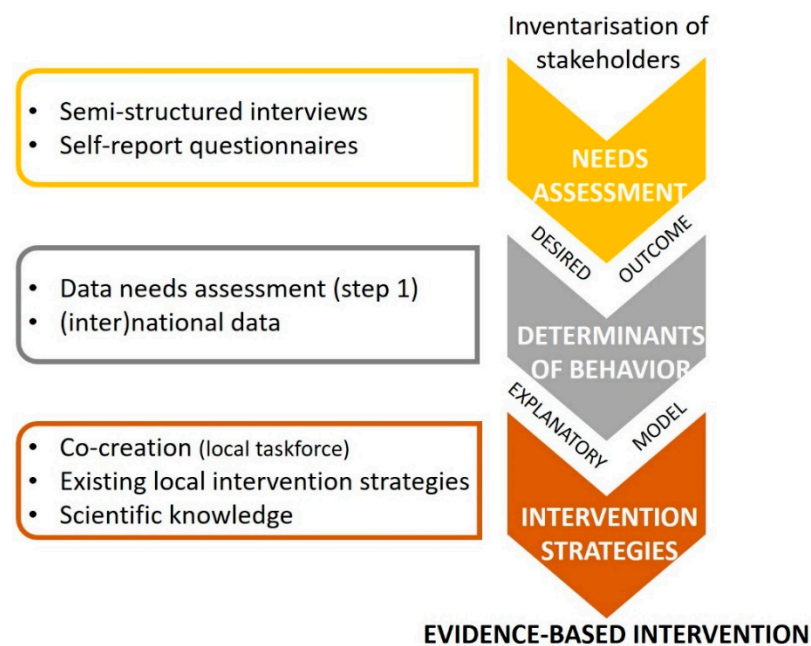 Inventarisation of
stakeholders
• Semi-structured interviews
• Self-report questionnaires
NEEDS
ASSESSMENT
DESIRED OUTCOME
• Data needs assessment (step 1)
• (inter)national data
DETERMINANTS
OF BEHAVIOR
EXPLANATORY MODEL
• Co-creation (local taskforce)
• Existing local intervention strategies
• Scientific knowledge
INTERVENTION
STRATEGIES
EVIDENCE-BASED INTERVENTION